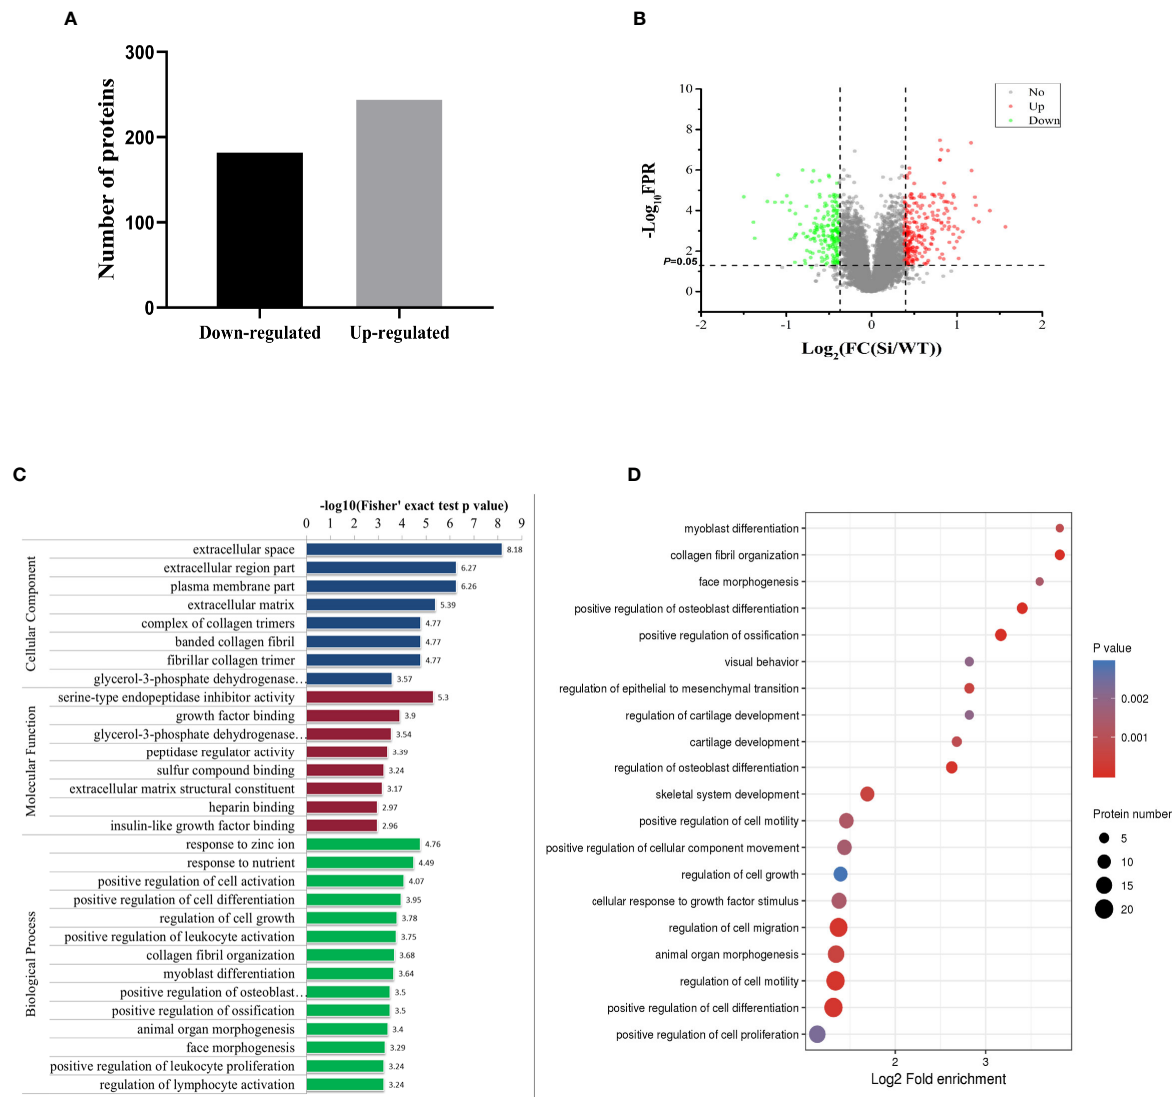 A
300
200
100
0
Number of proteins
Down-regulated
Up-regulated
B
10
8
6
4
2
0
-Log10FPR
P=0.05
No
Up
Down
-2
-1
0
1
2
Log2(FC(Si/WT))
C
-log10(Fisher' exact test p value)
0 1 2 3 4 5 6 7 8 9
Cellular Component
extracellular space 8.18
extracellular region part 6.27
plasma membrane part 6.26
extracellular matrix 5.39
complex of collagen trimers 4.77
banded collagen fibril 4.77
fibrillar collagen trimer 4.77
glycerol-3-phosphate dehydrogenase… 3.57
Molecular Function
serine-type endopeptidase inhibitor activity 5.3
growth factor binding 3.9
glycerol-3-phosphate dehydrogenase… 3.54
peptidase regulator activity 3.39
sulfur compound binding 3.24
extracellular matrix structural constituent 3.17
heparin binding 2.97
insulin-like growth factor binding 2.96
Biological Process
response to zinc ion 4.76
response to nutrient 4.49
positive regulation of cell activation 4.07
positive regulation of cell differentiation 3.95
regulation of cell growth 3.78
positive regulation of leukocyte activation 3.75
collagen fibril organization 3.68
myoblast differentiation 3.64
positive regulation of osteoblast… 3.5
positive regulation of ossification 3.5
animal organ morphogenesis 3.4
face morphogenesis 3.29
positive regulation of leukocyte proliferation 3.24
regulation of lymphocyte activation 3.24
D
myoblast differentiation
collagen fibril organization
face morphogenesis
positive regulation of osteoblast differentiation
positive regulation of ossification
visual behavior
regulation of epithelial to mesenchymal transition
regulation of cartilage development
cartilage development
regulation of osteoblast differentiation
skeletal system development
positive regulation of cell motility
positive regulation of cellular component movement
regulation of cell growth
cellular response to growth factor stimulus
regulation of cell migration
animal organ morphogenesis
regulation of cell motility
positive regulation of cell differentiation
positive regulation of cell proliferation
2
3
Log2 Fold enrichment
P value
0.002
0.001
Protein number
5
10
15
20